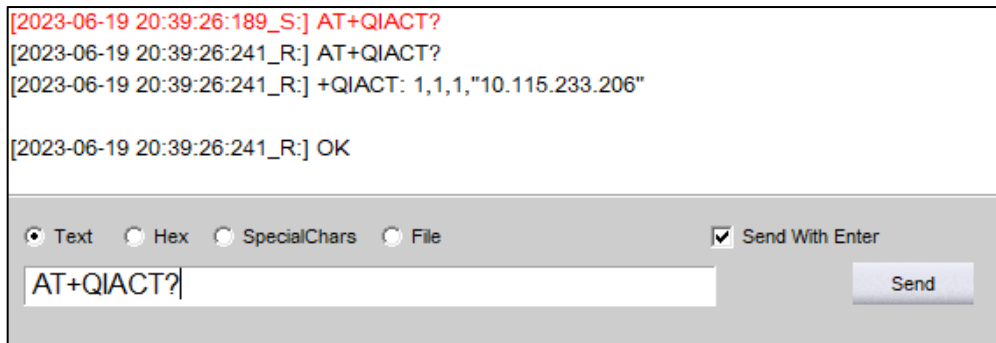 [2023-06-19 20:39:26:189_S:] AT+QIACT?
[2023-06-19 20:39:26:241_R:] AT+QIACT?
[2023-06-19 20:39:26:241_R:] +QIACT: 1,1,1,"10.115.233.206"
[2023-06-19 20:39:26:241_R:] OK
Text Hex SpecialChars File Send With Enter
AT+QIACT? Send